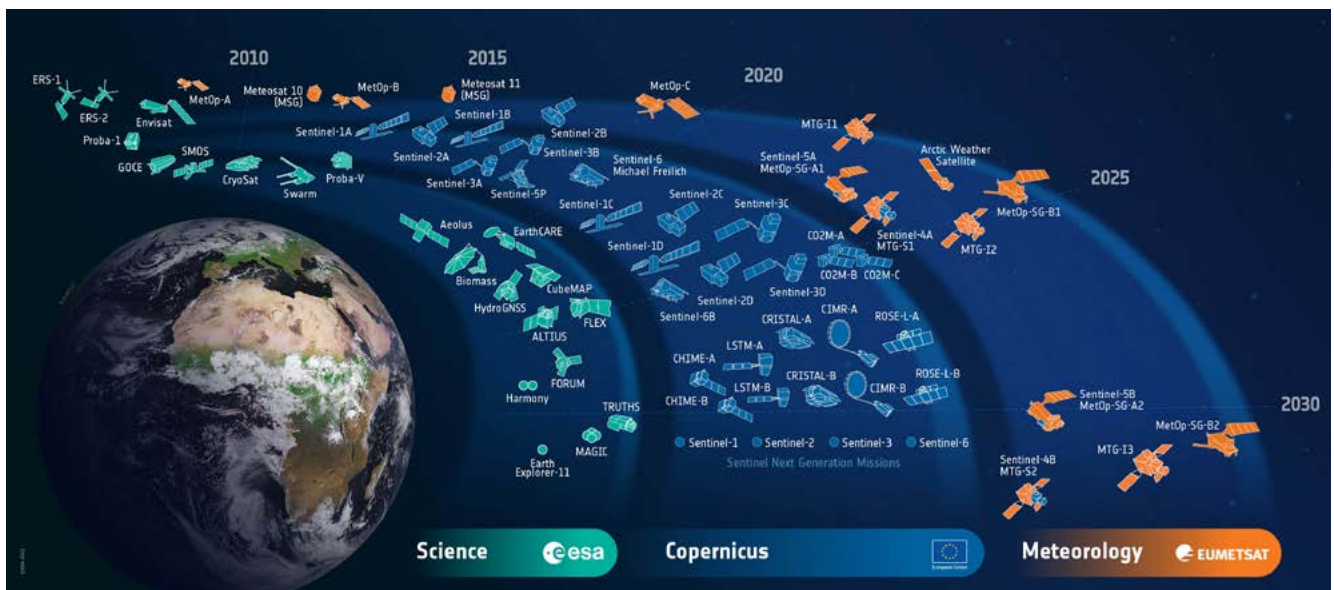 2010
2015
2020
2025
2030
ERS-1
ERS-2
MetOp-A
Envisat
Meteosat 10
(MSG)
MetOp-B
Meteosat 11
(MSG)
MetOp-C
Proba-1
GOCE
SMOS
CryoSat
Swarm
Proba-V
Sentinel-1A
Sentinel-1B
Sentinel-2A
Sentinel-2B
Sentinel-3B
Sentinel-3A
Sentinel-5P
Sentinel-6
Michael Freilich
MTG-I1
Sentinel-5A
MetOp-SG-A1
Arctic Weather
Satellite
MetOp-SG-B1
Sentinel-4A
MTG-S1
MTG-I2
Aeolus
EarthCARE
Biomass
HydroGNSS
CubeMAP
ALTIUS
FLEX
FORUM
Harmony
TRUTHS
MAGIC
Earth
Explorer-11
Sentinel-1C
Sentinel-2C
Sentinel-3C
Sentinel-1D
Sentinel-2D
Sentinel-3D
Sentinel-6B
CO2M-A
CO2M-B
CO2M-C
CRISTAL-A
CIMR-A
ROSE-L-A
CHIME-A
LSTM-A
CHIME-B
LSTM-B
CRISTAL-B
CIMR-B
ROSE-L-B
Sentinel-1
Sentinel-2
Sentinel-3
Sentinel-6
Sentinel Next Generation Missions
Sentinel-5B
MetOp-SG-A2
MetOp-SG-B2
MTG-I3
Sentinel-4B
MTG-S2
Science
esa
Copernicus
Meteorology
EUMETSAT